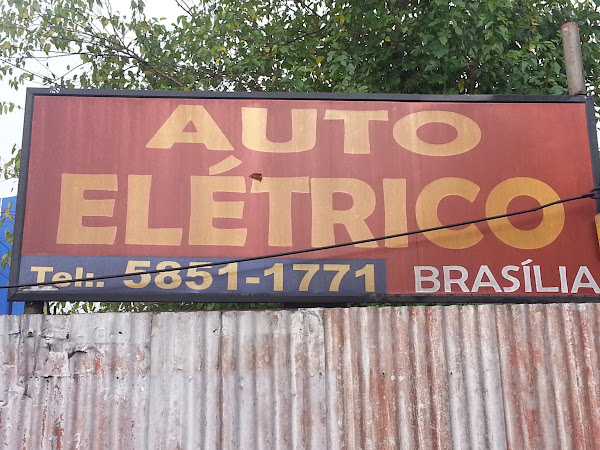 AUTO
ELÉTRICO
Tel.: 5851-1771 BRASÍLIA